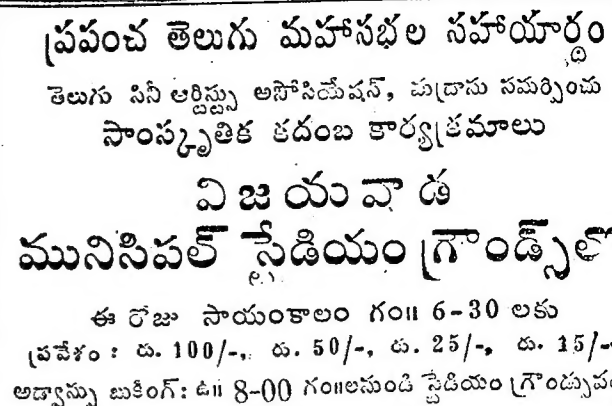 ప్రపంచ తెలుగు మహాసభల సహాయార్థం
తెలుగు సినీ ఆర్టిస్ట్సు అసోసియేషన్, మద్రాసు సమర్పించు
సాంస్కృతిక కదంబ కార్యక్రమాలు
విజయవాడ
మునిసిపల్ స్టేడియం గ్రౌండ్స్‌లో
ఈ రోజు సాయంకాలం గం॥ 6-30 లకు
ప్రవేశం : రు. 100/-, రు. 50/-, రు. 25/-, రు. 15/-
అడ్వాన్సు బుకింగ్: ఉ॥ 8-00 గం॥లనుండి స్టేడియం